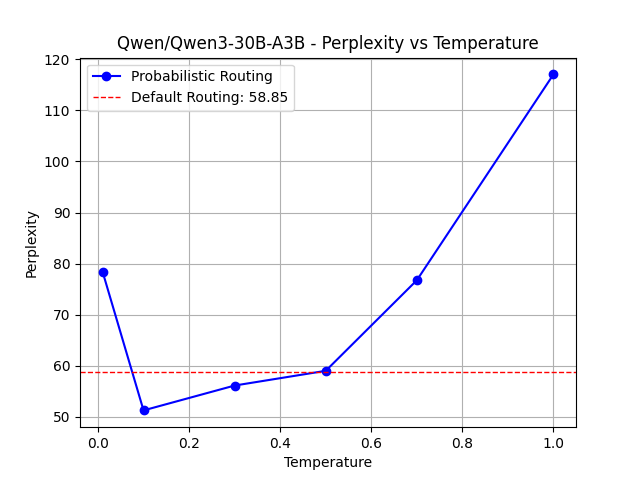 Qwen/Qwen3-30B-A3B - Perplexity vs Temperature
Probabilistic Routing
Default Routing: 58.85
Perplexity
120
110
100
90
80
70
60
50
0.0 0.2 0.4 0.6 0.8 1.0
Temperature